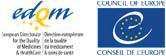 edqm
European Directorate
for the Quality
of Medicines
& HealthCare
Direction européenne
de la qualité
du médicament
& soins de santé
COUNCIL OF EUROPE
CONSEIL DE L'EUROPE